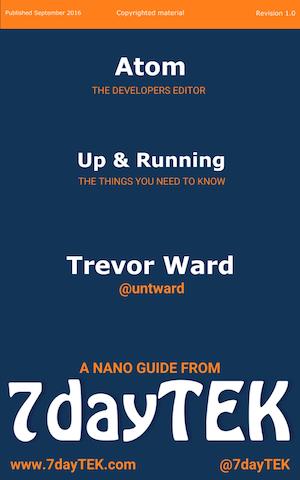 Published September 2016 Copyrighted material Revision 1.0
Atom
THE DEVELOPERS EDITOR
Up & Running
THE THINGS YOU NEED TO KNOW
Trevor Ward
@untward
A NANO GUIDE FROM
7dayTEK
www.7dayTEK.com @7dayTEK